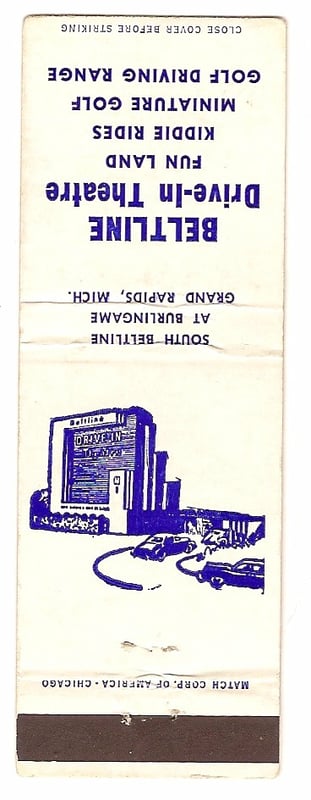 CLOSE COVER BEFORE STRIKING
BELTLINE
Drive-In Theatre
FUN LAND
KIDDIE RIDES
MINIATURE GOLF
GOLF DRIVING RANGE
SOUTH BELTLINE
AT BURLINGAME
GRAND RAPIDS, MICH.
Beltline
DRIVE IN
MATCH CORP. OF AMERICA - CHICAGO